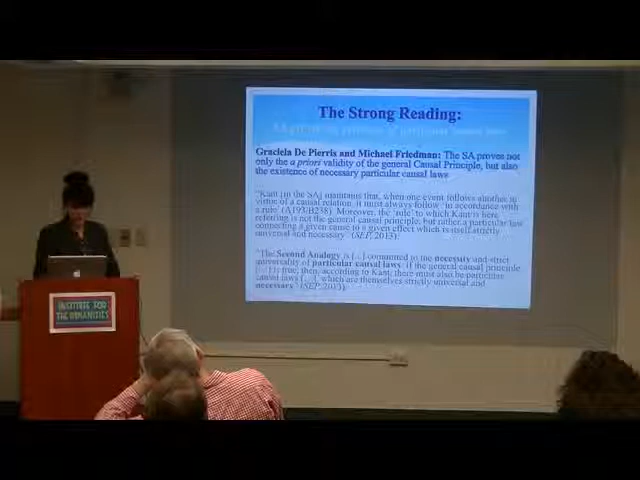 The Strong Reading:
Graciela De Pierris and Michael Friedman: The SA proves not
only the a priori validity of the general Causal Principle, but also
the existence of necessary particular causal laws
"Kant [in the SA] maintains that, when one event follows another in
virtue of a causal relation, it must always follow "in accordance with
a rule" (A193/B238). Moreover, the 'rule' to which Kant is here
referring is not the general causal principle, but rather a particular law
connecting a given cause to a given effect which is itself strictly
universal and necessary" (SEP, 2013).
"The Second Analogy is [...] committed to the necessity and strict
universality of particular causal laws. If the general causal principle
[...] is true, then, according to Kant, there must also be particular
causal laws [...], which are themselves strictly universal and
necessary" (SEP, 2013).
INSTITUTE FOR
THE HUMANITIES